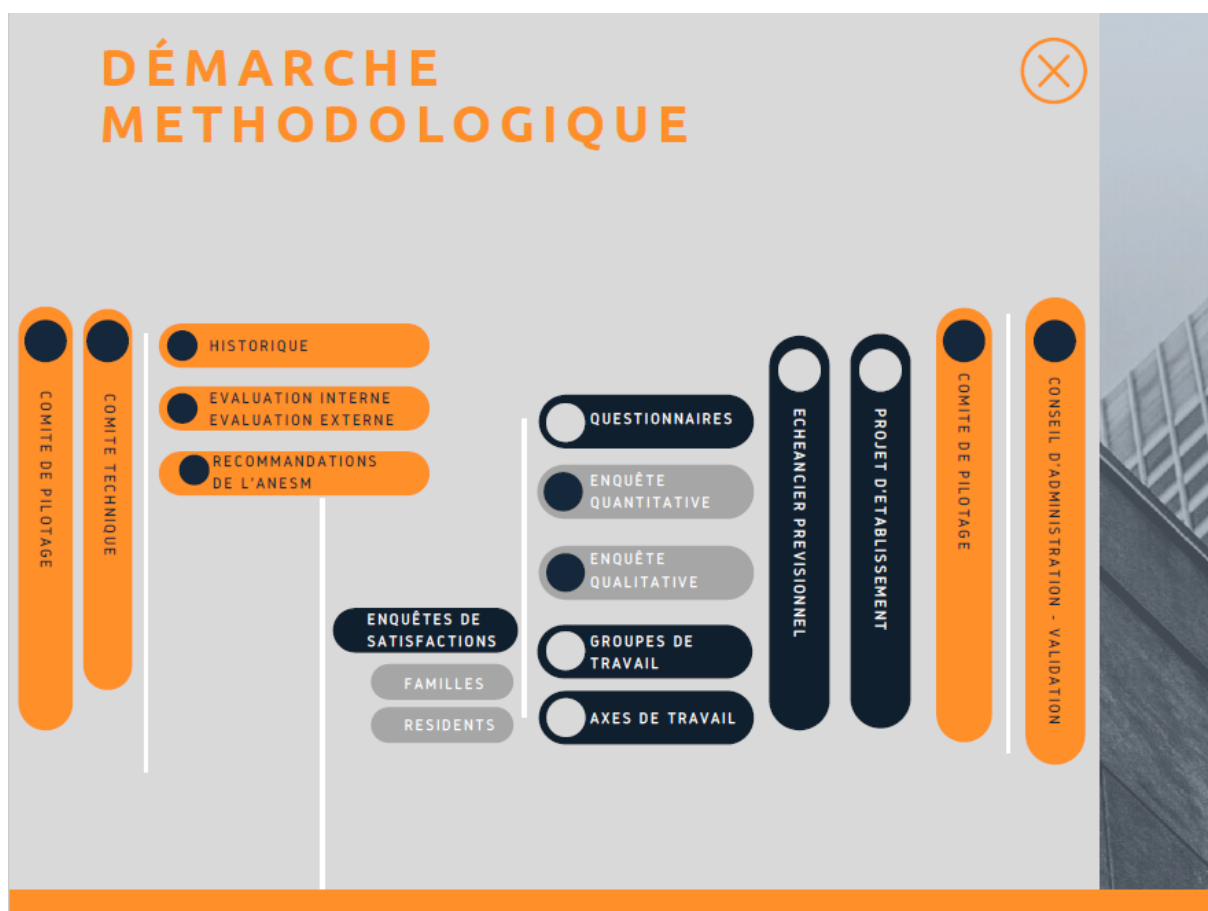 DÉMARCHE
METHODOLOGIQUE
COMITE DE PILOTAGE
COMITE TECHNIQUE
HISTORIQUE
EVALUATION INTERNE
EVALUATION EXTERNE
RECOMMANDATIONS
DE L'ANESM
ENQUÊTES DE
SATISFACTIONS
FAMILLES
RESIDENTS
QUESTIONNAIRES
ENQUÊTE
QUANTITATIVE
ENQUÊTE
QUALITATIVE
GROUPES DE
TRAVAIL
AXES DE TRAVAIL
ECHEANCIER PREVISIONNEL
PROJET D'ETABLISSEMENT
COMITE DE PILOTAGE
CONSEIL D'ADMINISTRATION - VALIDATION